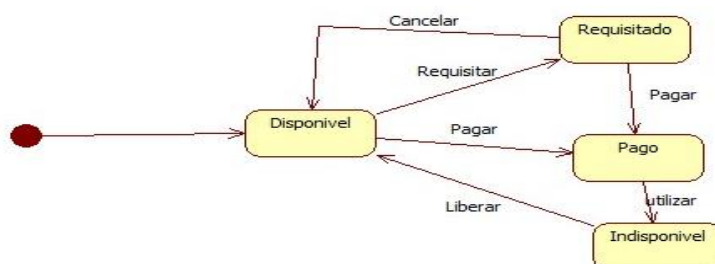 Cancelar
Requisitado
Requisitar
Pagar
Disponivel
Pagar
Pago
Liberar
utilizar
Indisponivel